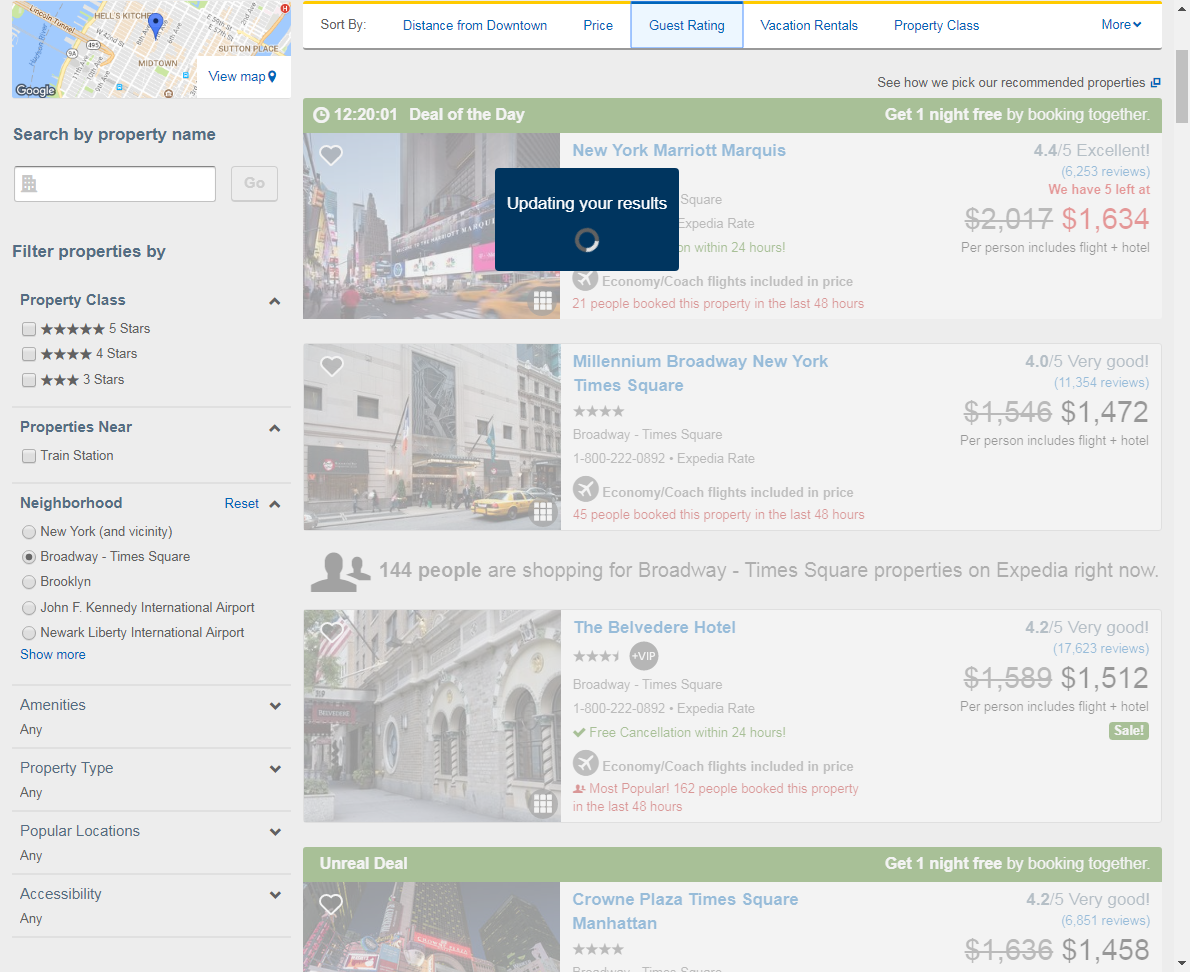 Lincoln Tunnel
HELL'S KITCHEN
W 42nd St
495
9A
Hudson River
SUTTON PLACE
MIDTOWN
View map
Google
Search by property name
Go
Filter properties by
Property Class
5 Stars
4 Stars
3 Stars
Properties Near
Train Station
Neighborhood Reset
New York (and vicinity)
Broadway - Times Square
Brooklyn
John F. Kennedy International Airport
Newark Liberty International Airport
Show more
Amenities
Any
Property Type
Any
Popular Locations
Any
Accessibility
Any
Sort By: Distance from Downtown Price Guest Rating Vacation Rentals Property Class More
See how we pick our recommended properties
12:20:01 Deal of the Day Get 1 night free by booking together.
New York Marriott Marquis 4.4/5 Excellent!
(6,253 reviews)
We have 5 left at
Updating your results
Square
$2,017 $1,634
Expedia Rate
on within 24 hours!
Per person includes flight + hotel
Economy/Coach flights included in price
21 people booked this property in the last 48 hours
Millennium Broadway New York
Times Square
4.0/5 Very good!
(11,354 reviews)
$1,546 $1,472
Broadway - Times Square
Per person includes flight + hotel
1-800-222-0892 • Expedia Rate
Economy/Coach flights included in price
45 people booked this property in the last 48 hours
144 people are shopping for Broadway - Times Square properties on Expedia right now.
The Belvedere Hotel 4.2/5 Very good!
+VIP
(17,623 reviews)
$1,589 $1,512
Broadway - Times Square
1-800-222-0892 • Expedia Rate
Per person includes flight + hotel
Free Cancellation within 24 hours!
Sale!
Economy/Coach flights included in price
Most Popular! 162 people booked this property
in the last 48 hours
BELVEDERE
Unreal Deal Get 1 night free by booking together.
Crowne Plaza Times Square
Manhattan
4.2/5 Very good!
(6,851 reviews)
$1,636 $1,458
Broadway - Times Square